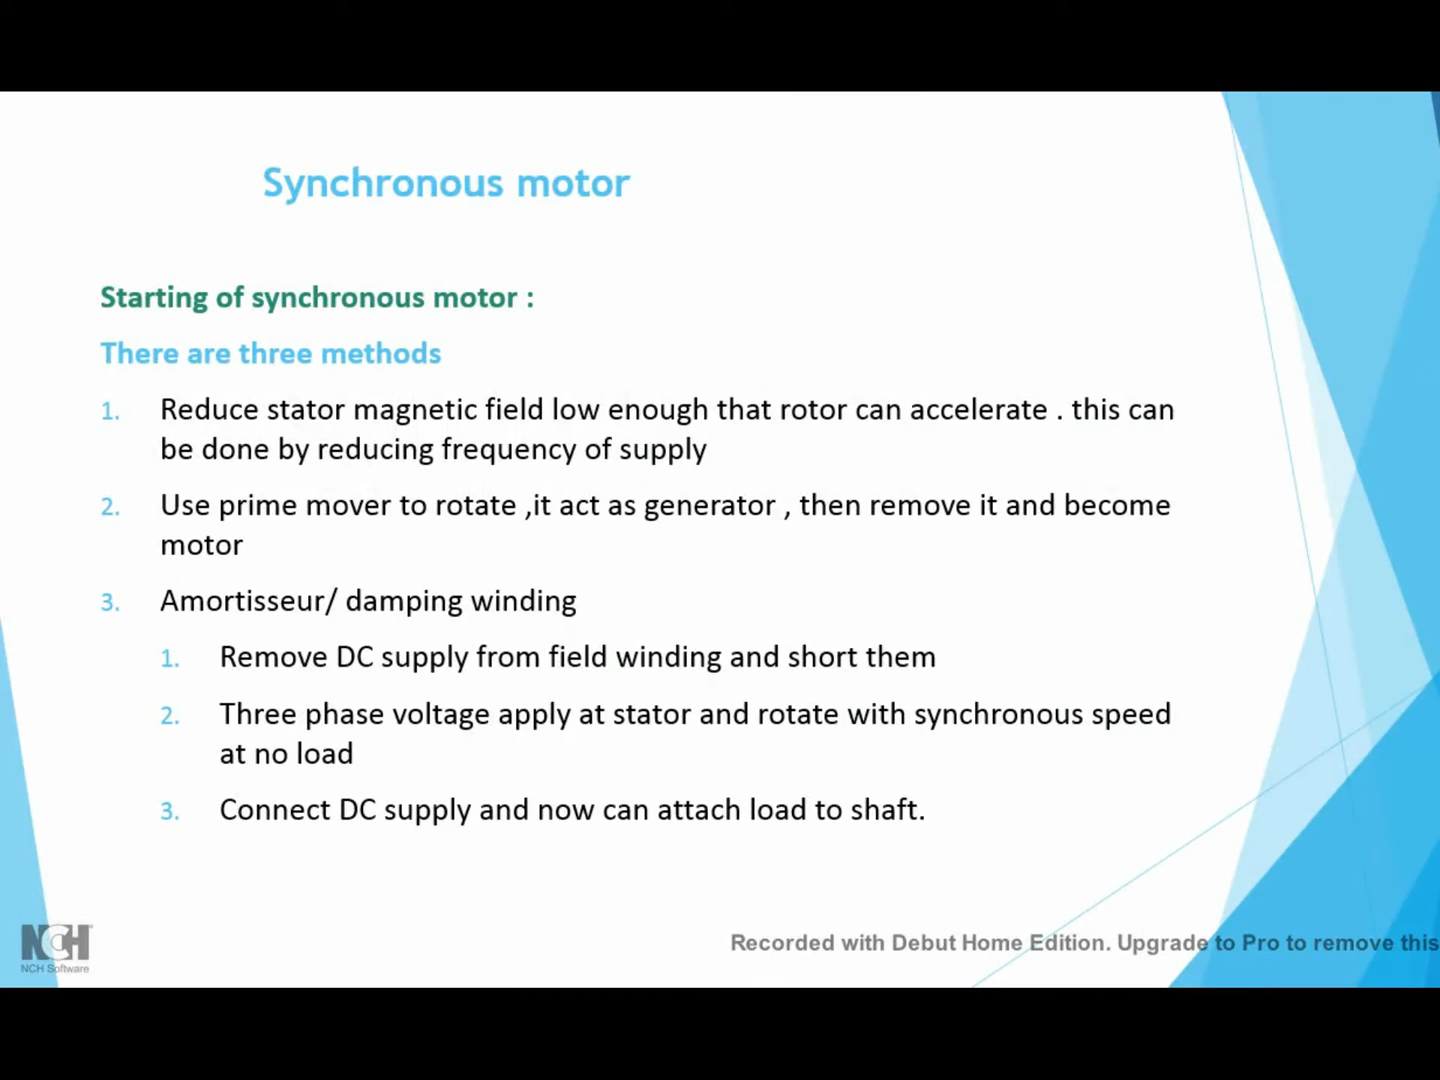 Synchronous motor
Starting of synchronous motor :
There are three methods
1. Reduce stator magnetic field low enough that rotor can accelerate . this can
be done by reducing frequency of supply
2. Use prime mover to rotate ,it act as generator , then remove it and become
motor
3. Amortisseur/ damping winding
1. Remove DC supply from field winding and short them
2. Three phase voltage apply at stator and rotate with synchronous speed
at no load
3. Connect DC supply and now can attach load to shaft.
NCH
NCH Software
Recorded with Debut Home Edition. Upgrade to Pro to remove this